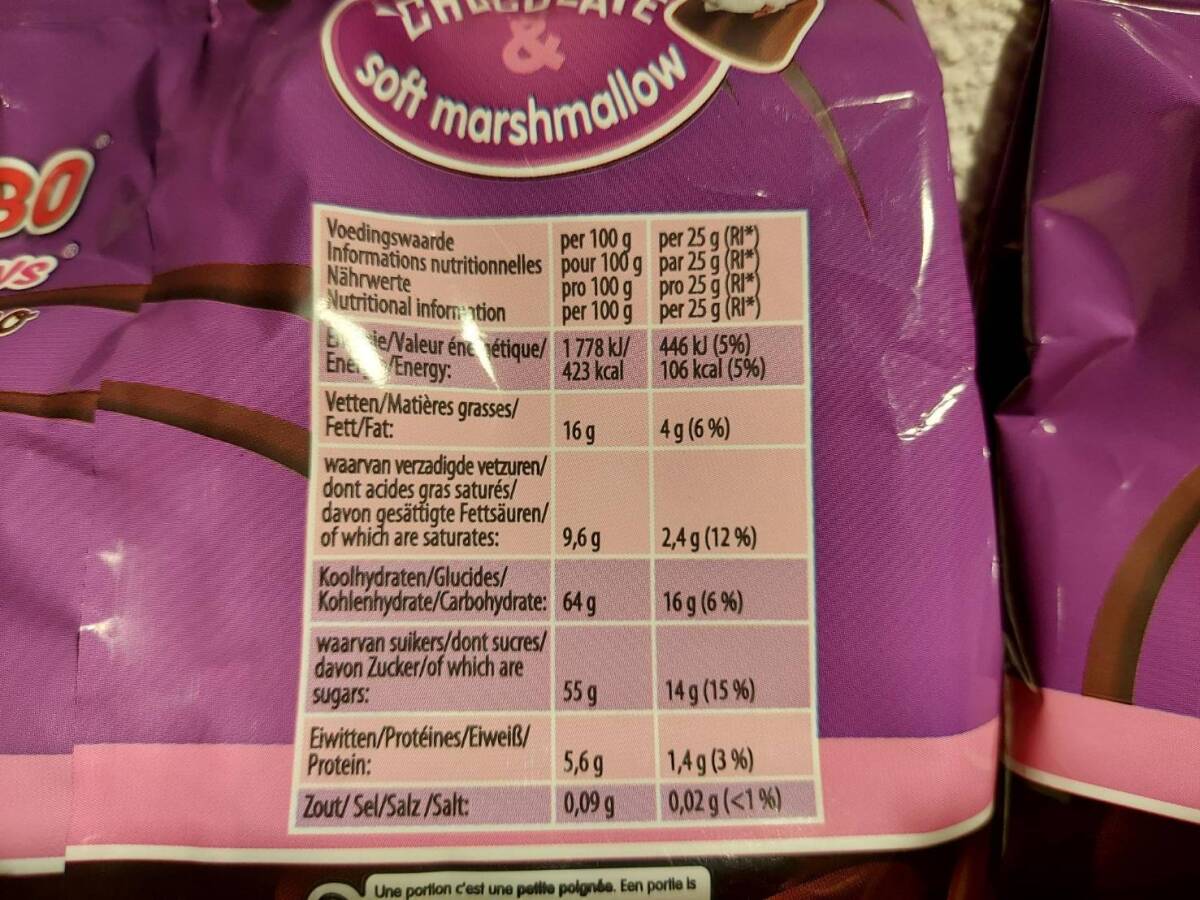 CHOCOLATE
&
soft marshmallow
BO
Voedingswaarde per 100 g per 25 g (RI*)
Informations nutritionnelles pour 100 g par 25 g (RI*)
Nährwerte pro 100 g pro 25 g (RI*)
Nutritional information per 100 g per 25 g (RI*)
/Valeur énergétique/ 1 778 kJ/ 446 kJ (5%)
/Energy: 423 kcal 106 kcal (5%)
Vetten/Matières grasses/
Fett/Fat: 16 g 4 g (6 %)
waarvan verzadigde vetzuren/
dont acides gras saturés/
davon gesättigte Fettsäuren/
of which are saturates: 9,6 g 2,4 g (12 %)
Koolhydraten/Glucides/
Kohlenhydrate/Carbohydrate: 64 g 16 g (6 %)
waarvan suikers/dont sucres/
davon Zucker/of which are
sugars: 55 g 14 g (15 %)
Eiwitten/Protéines/Eiweiß/
Protein: 5,6 g 1,4 g (3 %)
Zout/ Sel/Salz /Salt: 0,09 g 0,02 g (<1 %)
Une portion c'est une petite poignée. Een portie is